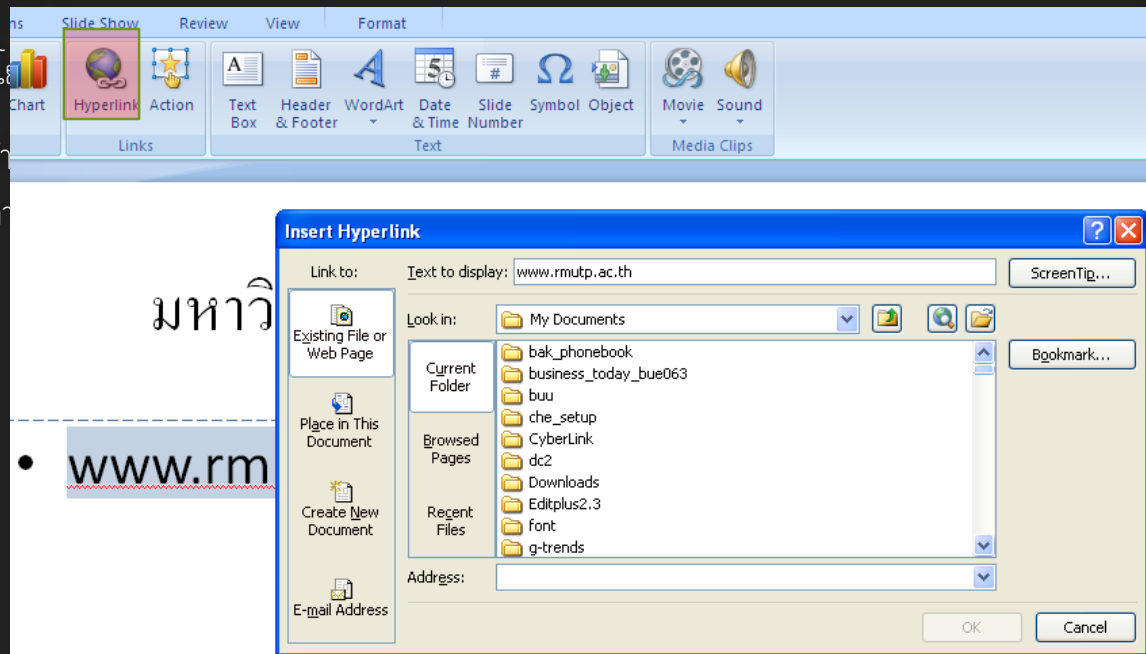 ns Slide Show Review View Format
Chart Hyperlink Action Text Box Header & Footer WordArt Date & Time Slide Number Symbol Object Movie Sound
Links Text Media Clips
Insert Hyperlink
Link to: Text to display: www.rmutp.ac.th ScreenTip...
มหาวิ
Existing File or Web Page
Look in: My Documents
Current Folder
bak_phonebook
Bookmark...
business_today_bue063
buu
che_setup
Place in This Document
CyberLink
Browsed Pages
dc2
• www.rm
Downloads
Editplus2.3
Create New Document
Recent Files
font
g-trends
Address:
E-mail Address
OK Cancel